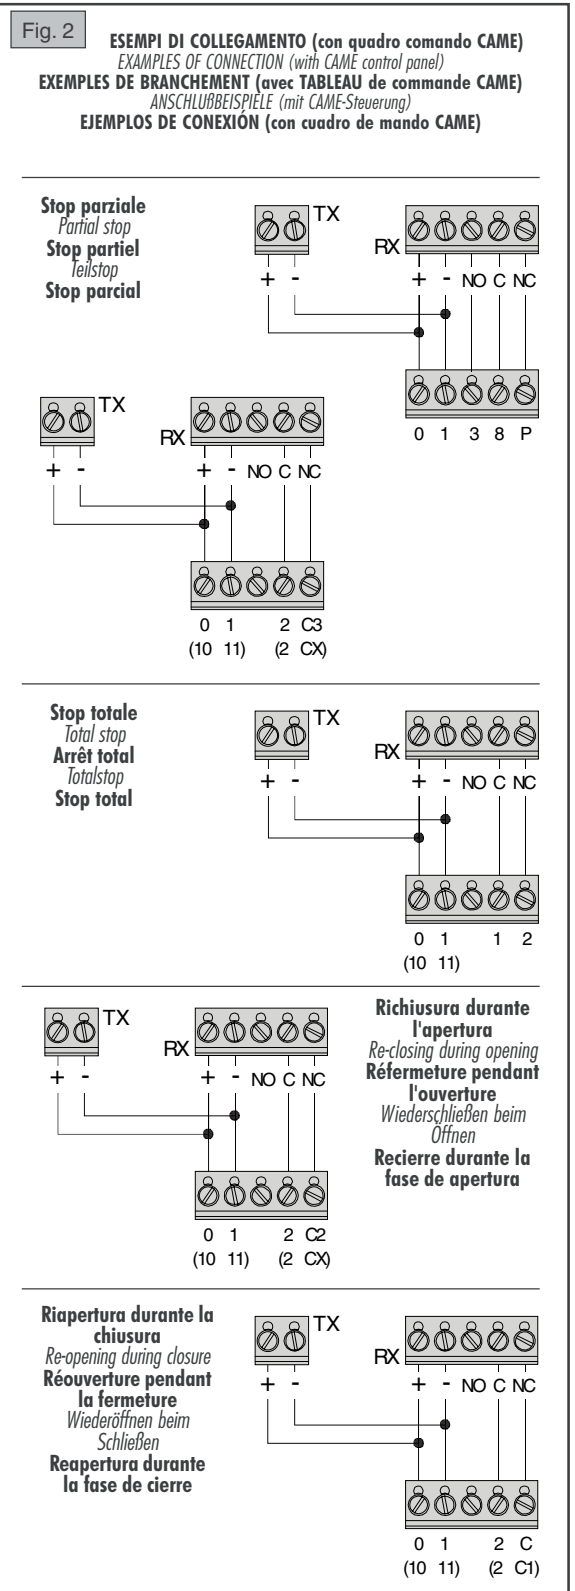 Fig. 2
ESEMPI DI COLLEGAMENTO (con quadro comando CAME)
EXAMPLES OF CONNECTION (with CAME control panel)
EXEMPLES DE BRANCHEMENT (avec TABLEAU de commande CAME)
ANSCHLUßBEISPIELE (mit CAME-Steuerung)
EJEMPLOS DE CONEXIÓN (con cuadro de mando CAME)
Stop parziale
Partial stop
Stop partiel
Teilstop
Stop parcial
TX
RX
+ -
+ - NO C NC
0 1 3 8 P
TX
RX
+ -
+ - NO C NC
0 1 2 C3
(10 11) (2 CX)
Stop totale
Total stop
Arrêt total
Totalstop
Stop total
TX
RX
+ -
+ - NO C NC
0 1 1 2
(10 11)
TX
RX
+ -
+ - NO C NC
0 1 2 C2
(10 11) (2 CX)
Richiusura durante
l'apertura
Re-closing during opening
Réfermeture pendant
l'ouverture
Wiederschließen beim
Öffnen
Recierre durante la
fase de apertura
Riapertura durante la
chiusura
Re-opening during closure
Réouverture pendant
la fermeture
Wiederöffnen beim
Schließen
Reapertura durante
la fase de cierre
TX
RX
+ -
+ - NO C NC
0 1 2 C
(10 11) (2 C1)